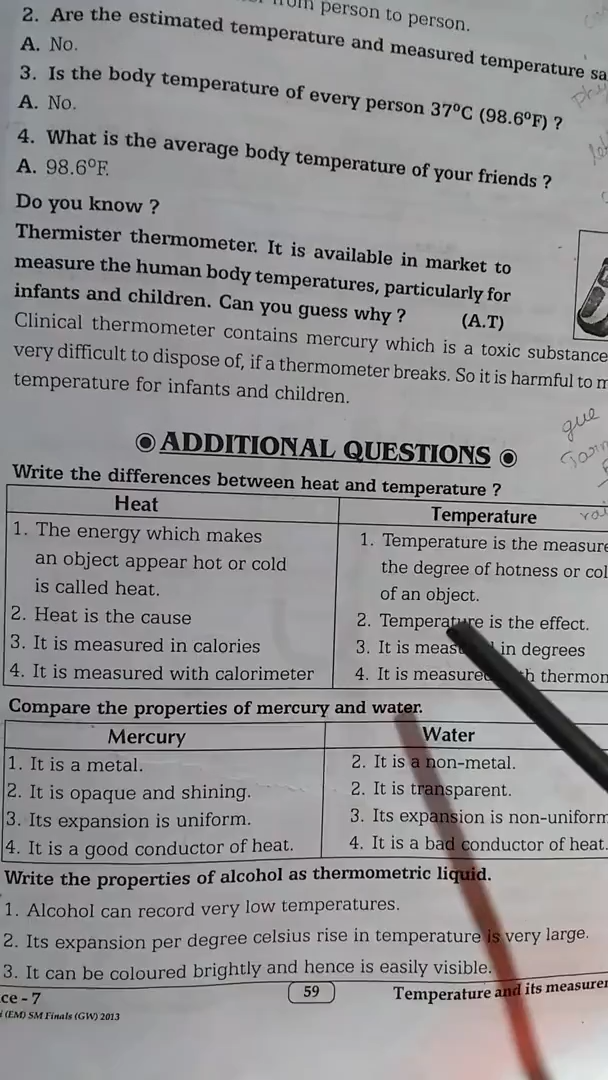 from person to person.
2. Are the estimated temperature and measured temperature sa
A. No.
3. Is the body temperature of every person 37°C (98.6°F) ?
A. No.
4. What is the average body temperature of your friends ?
A. 98.6°F.
Do you know ?
Thermister thermometer. It is available in market to
measure the human body temperatures, particularly for
infants and children. Can you guess why ? (A.T)
Clinical thermometer contains mercury which is a toxic substance
very difficult to dispose of, if a thermometer breaks. So it is harmful to m
temperature for infants and children.
ADDITIONAL QUESTIONS
Write the differences between heat and temperature ?
Heat
1. The energy which makes
an object appear hot or cold
is called heat.
2. Heat is the cause
3. It is measured in calories
4. It is measured with calorimeter
Temperature
1. Temperature is the measure
the degree of hotness or col
of an object.
2. Temperature is the effect.
3. It is meas in degrees
4. It is measure h thermon
Compare the properties of mercury and water.
Mercury
1. It is a metal.
2. It is opaque and shining.
3. Its expansion is uniform.
4. It is a good conductor of heat.
Water
2. It is a non-metal.
2. It is transparent.
3. Its expansion is non-uniform
4. It is a bad conductor of heat.
Write the properties of alcohol as thermometric liquid.
1. Alcohol can record very low temperatures.
2. Its expansion per degree celsius rise in temperature is very large.
3. It can be coloured brightly and hence is easily visible.
ce - 7
59
Temperature and its measurem
i (EM) SM Finals (GW) 2013